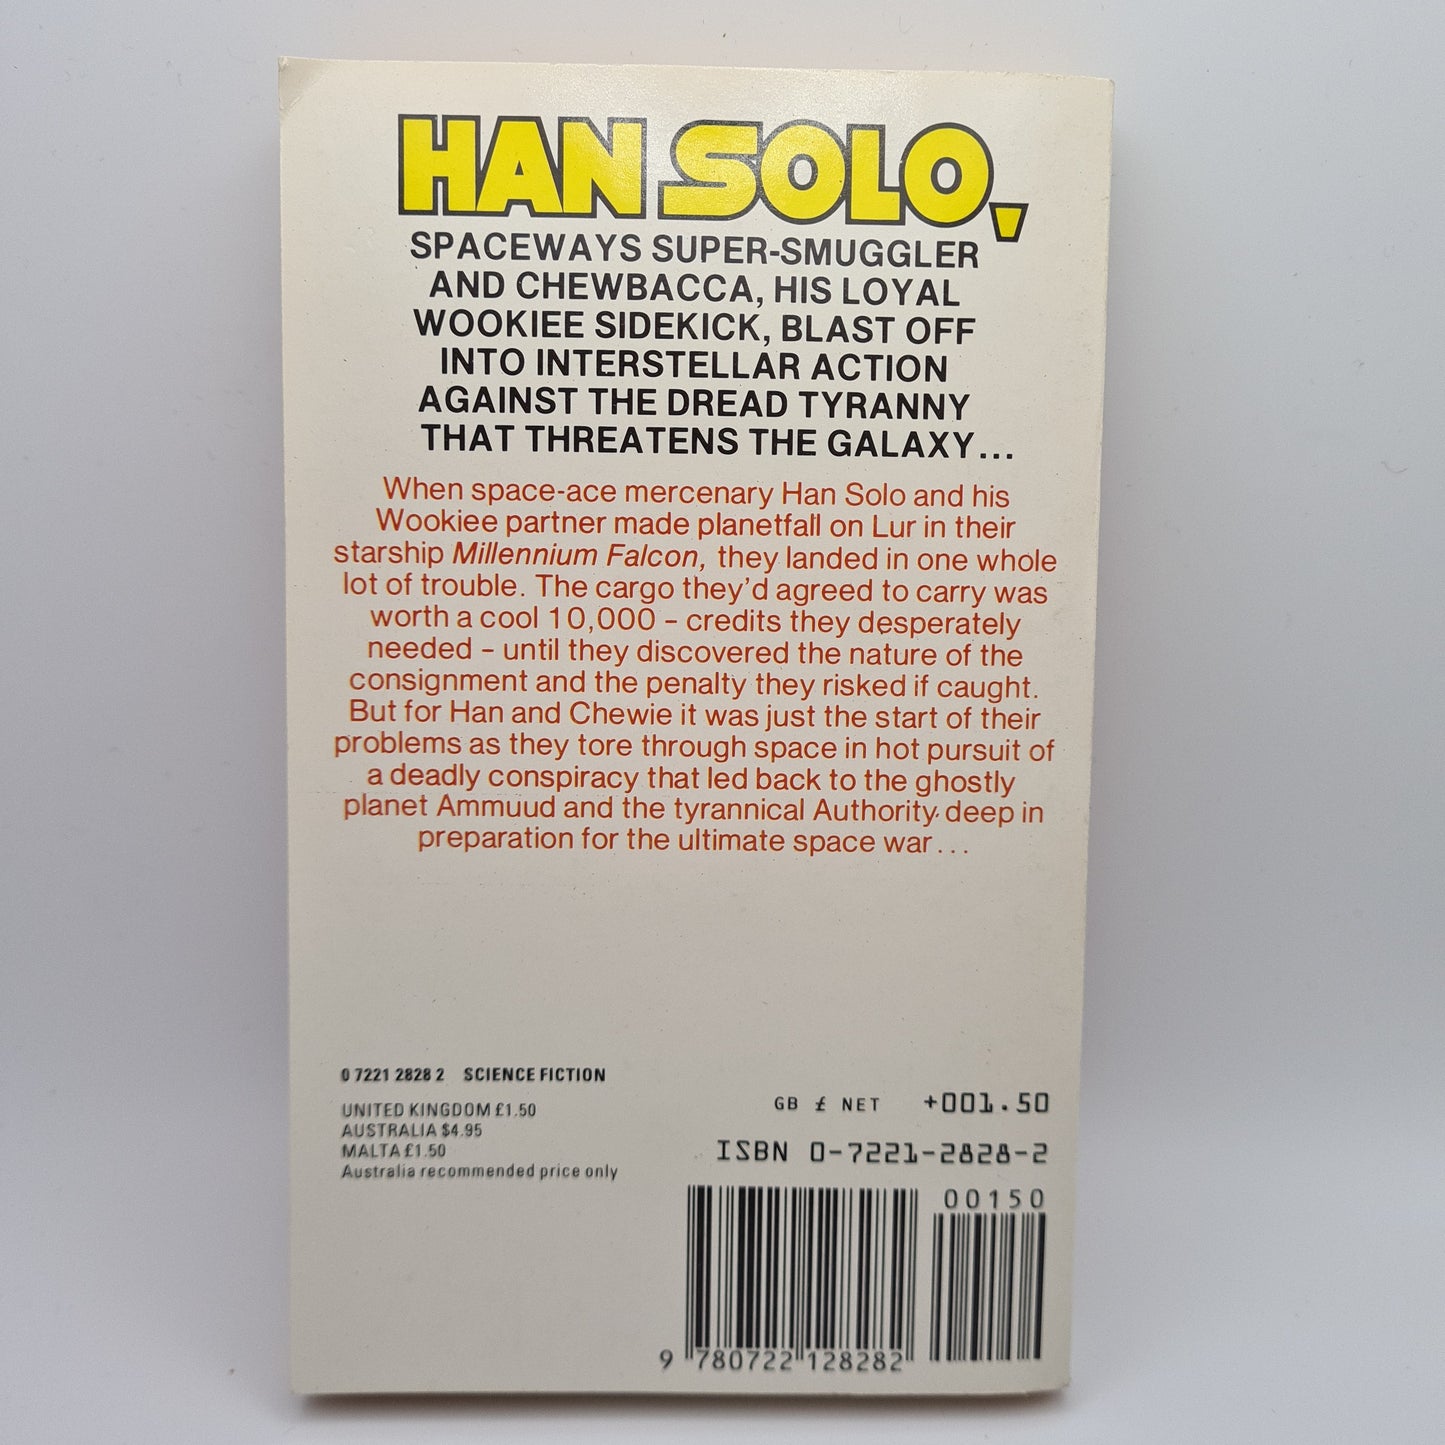 HAN SOLO,
SPACEWAYS SUPER-SMUGGLER
AND CHEWBACCA, HIS LOYAL
WOOKIEE SIDEKICK, BLAST OFF
INTO INTERSTELLAR ACTION
AGAINST THE DREAD TYRANNY
THAT THREATENS THE GALAXY...
When space-ace mercenary Han Solo and his
Wookiee partner made planetfall on Lur in their
starship Millennium Falcon, they landed in one whole
lot of trouble. The cargo they'd agreed to carry was
worth a cool 10,000 – credits they desperately
needed – until they discovered the nature of the
consignment and the penalty they risked if caught.
But for Han and Chewie it was just the start of their
problems as they tore through space in hot pursuit of
a deadly conspiracy that led back to the ghostly
planet Ammuud and the tyrannical Authority deep in
preparation for the ultimate space war...
0 7221 2828 2 SCIENCE FICTION
UNITED KINGDOM £1.50
AUSTRALIA $4.95
MALTA £1.50
Australia recommended price only
GB £ NET +001.50
ISBN 0-7221-2828-2
00150
9 780722 128282